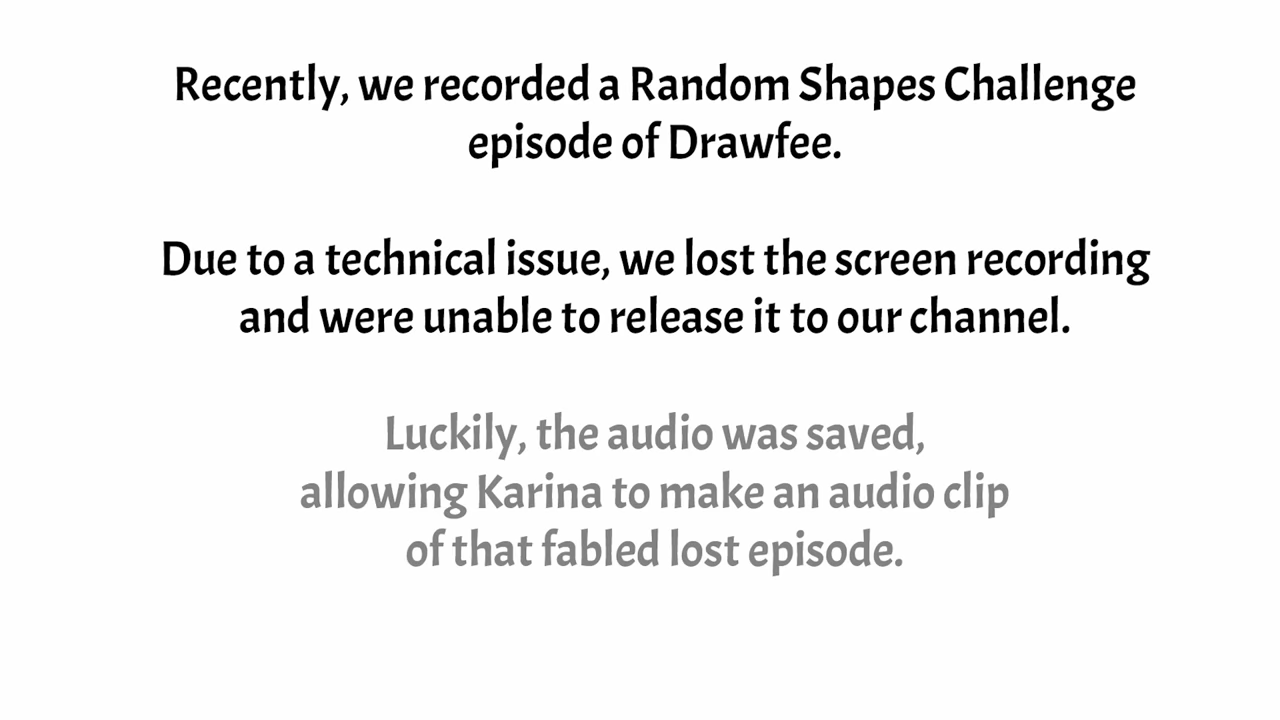 Recently, we recorded a Random Shapes Challenge
episode of Drawfee.
Due to a technical issue, we lost the screen recording
and were unable to release it to our channel.
Luckily, the audio was saved,
allowing Karina to make an audio clip
of that fabled lost episode.